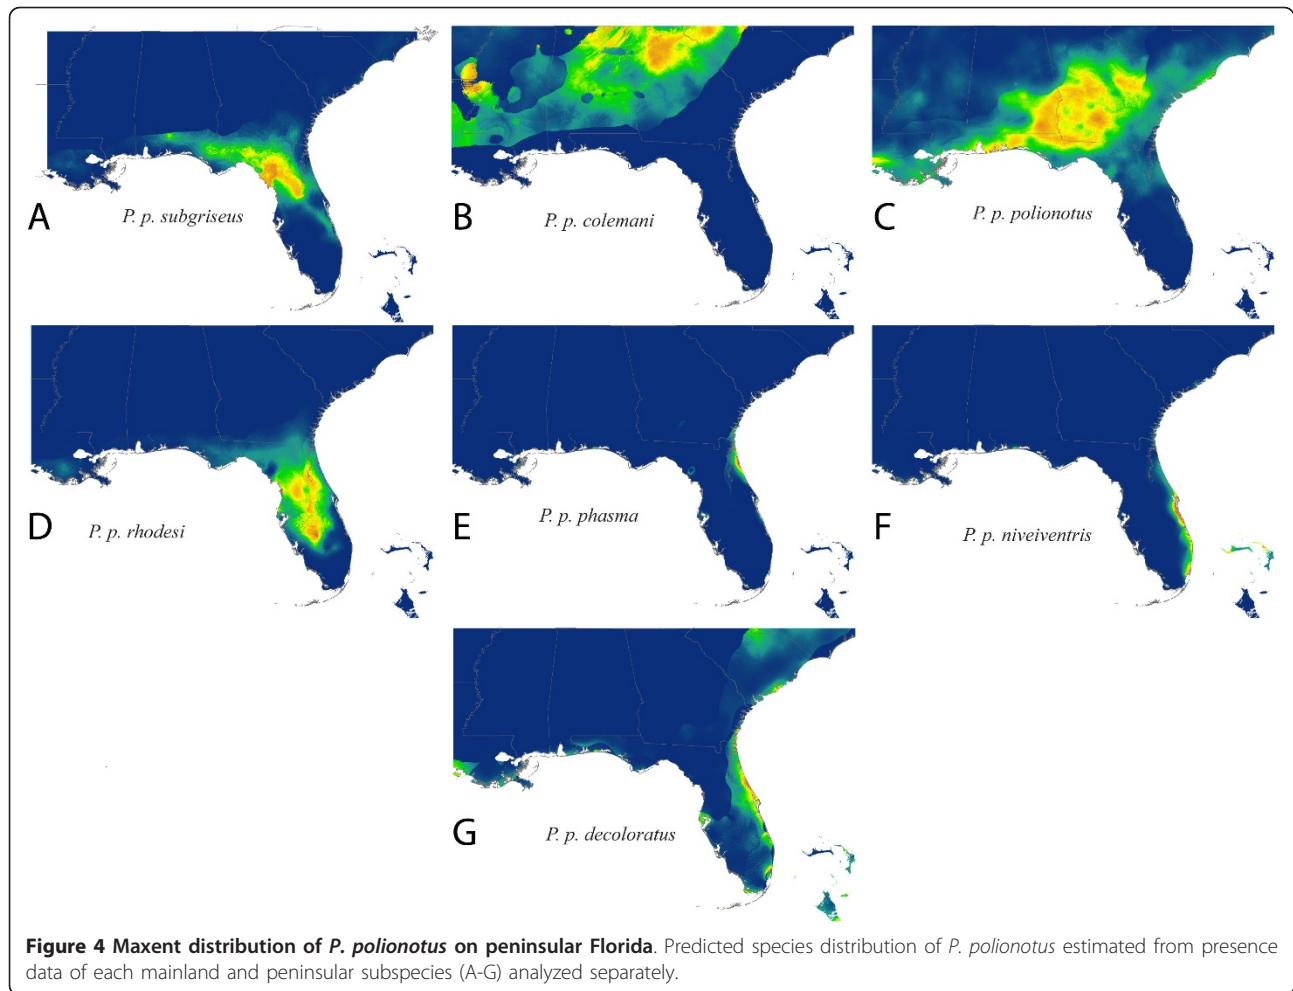 A
P. p. subgriseus
B
P. p. colemani
C
P. p. polionotus
D
P. p. rhodesi
E
P. p. phasma
F
P. p. niveiventris
G
P. p. decoloratus
Figure 4 Maxent distribution of P. polionotus on peninsular Florida. Predicted species distribution of P. polionotus estimated from presence
data of each mainland and peninsular subspecies (A-G) analyzed separately.